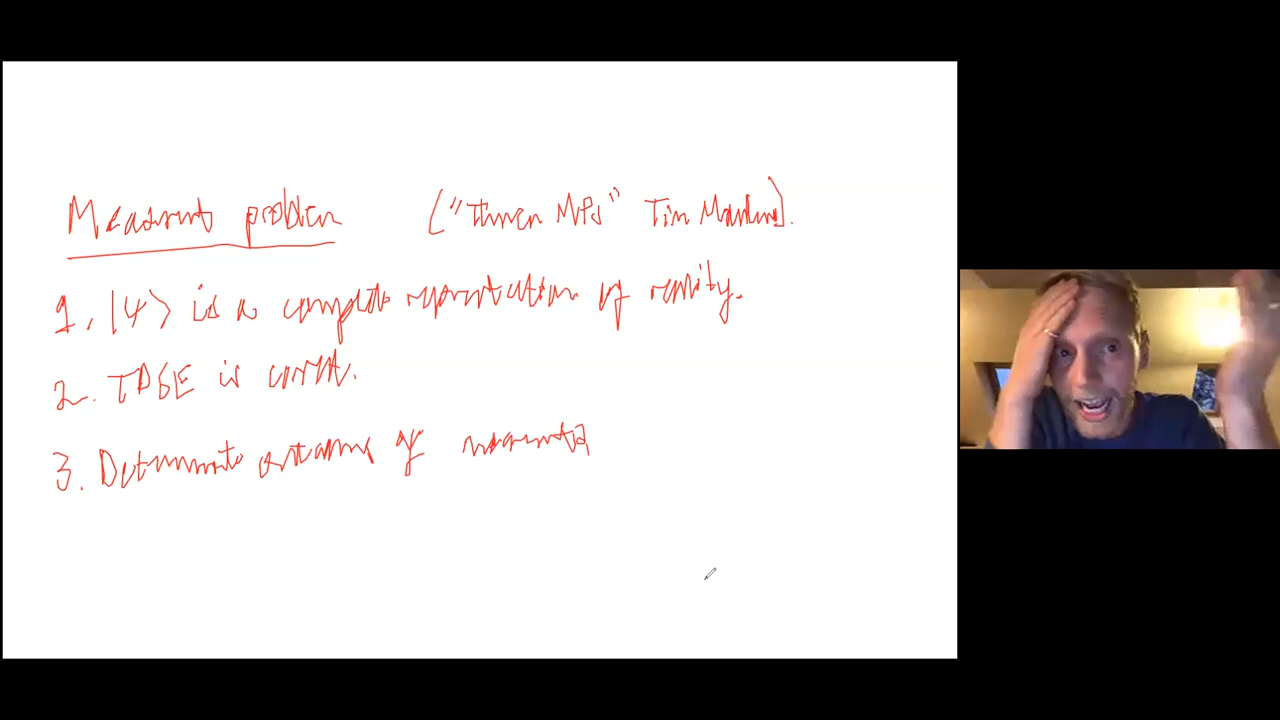 Measurement problem ("Three MPs" Tim Maudlin).
1. |ψ⟩ is a complete representation of reality.
2. TDSE is correct.
3. Determinate outcomes of measurements